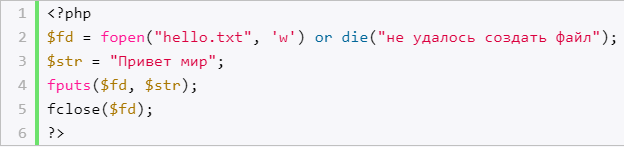 1 <?php
2 $fd = fopen("hello.txt", 'w') or die("не удалось создать файл");
3 $str = "Привет мир";
4 fputs($fd, $str);
5 fclose($fd);
6 ?>